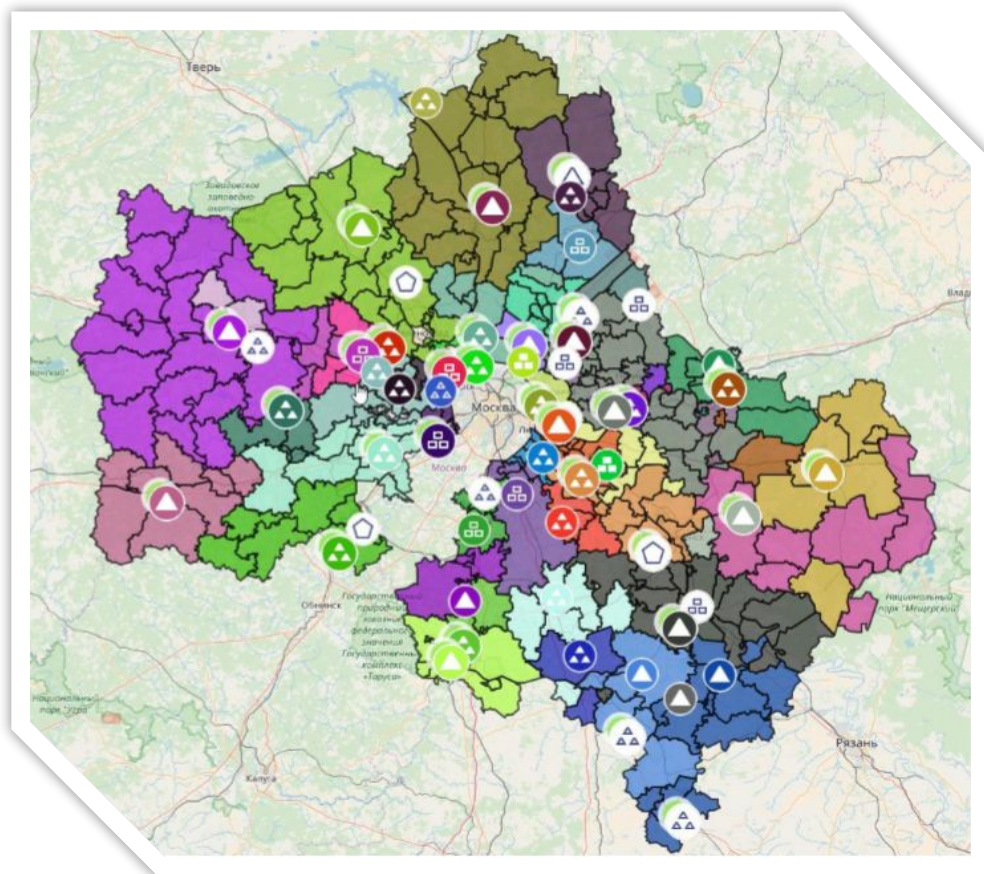 Тверь
Завидовское
заповедно
Влад
Москва
Москва
Обнинск
Государственный
природный
заказник
федерального
значения
Государственный
комплекс
«Таруса»
Национальный
парк "Мещерский"
Национальный
парк "Угра"
Калуга
Рязань